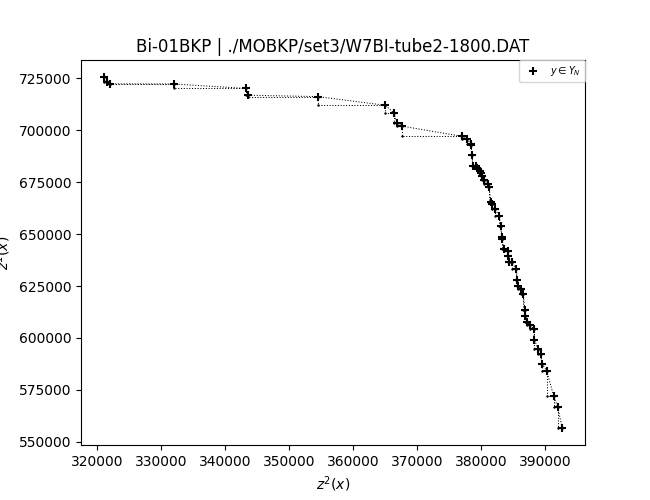 Bi-01BKP | ./MOBKP/set3/W7BI-tube2-1800.DAT
y ∈ Y_N
725000
700000
675000
650000
625000
600000
575000
550000
z¹(x)
320000 330000 340000 350000 360000 370000 380000 390000
z²(x)